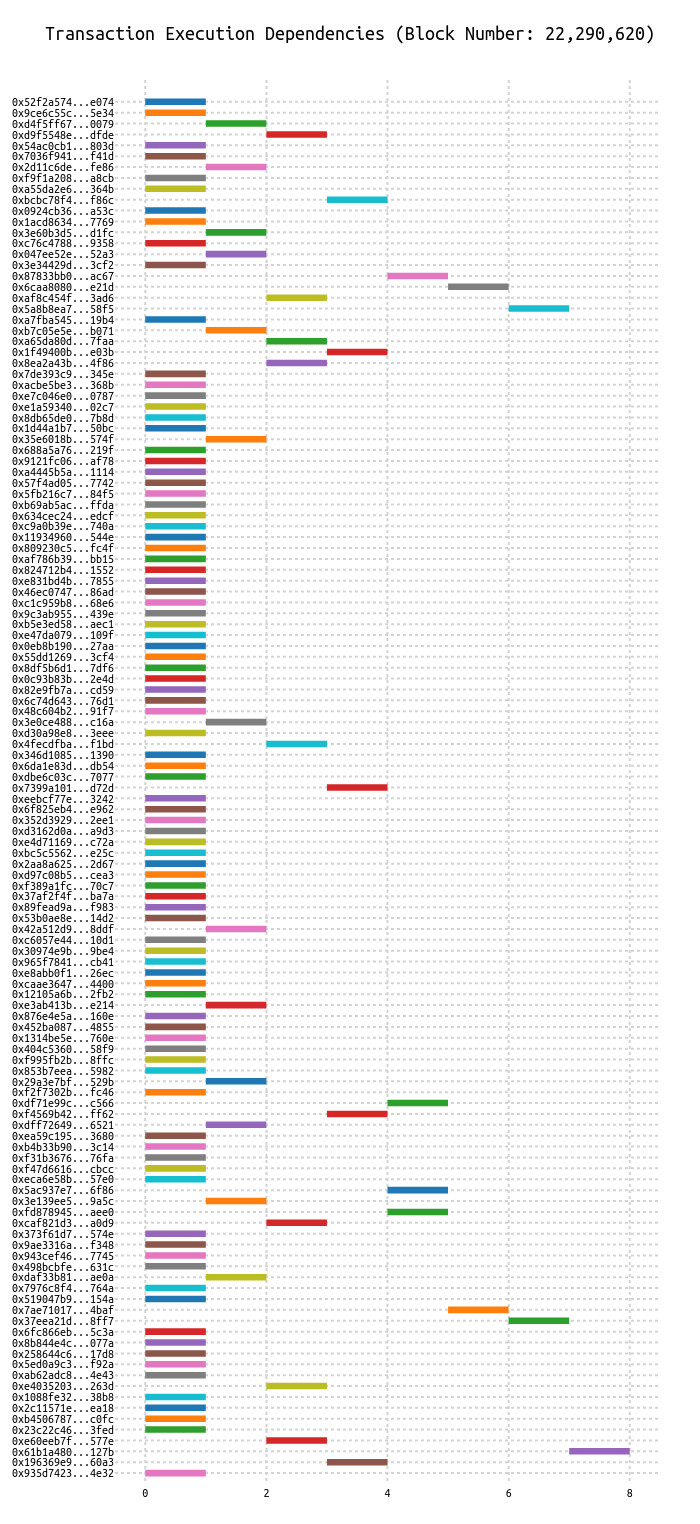 Transaction Execution Dependencies (Block Number: 22,290,620)
0x52f2a574...e074
0x9ce6c55c...5e34
0xd4f5ff67...0079
0xd9f5548e...dfde
0x54ac0cb1...803d
0x7036f941...f41d
0x2d11c6de...fe86
0xf9f1a208...a8cb
0xa55da2e6...364b
0xbcbc78f4...f86c
0x0924cb36...a53c
0x1acd8634...7769
0x3e60b3d5...d1fc
0xc76c4788...9358
0x047ee52e...52a3
0x3e34429d...3cf2
0x87833bb0...ac67
0x6caa8080...e21d
0xaf8c454f...3ad6
0x5a8b8ea7...58f5
0xa7fba545...19b4
0xb7c05e5e...b071
0xa65da80d...7faa
0x1f49400b...e03b
0x8ea2a43b...4f86
0x7de393c9...345e
0xacbe5be3...368b
0xe7c046e0...0787
0xe1a59340...02c7
0x8db65de0...7b8d
0x1d44a1b7...50bc
0x35e6018b...574f
0x688a5a76...219f
0x9121fc06...af78
0xa4445b5a...1114
0x57f4ad05...7742
0x5fb216c7...84f5
0xb69ab5ac...ffda
0x634cec24...edcf
0xc9a0b39e...740a
0x11934960...544e
0x809230c5...fc4f
0xaf786b39...bb15
0x824712b4...1552
0xe831bd4b...7855
0x46ec0747...86ad
0xc1c959b8...68e6
0x9c3ab955...439e
0xb5e3ed58...aec1
0xe47da079...109f
0x0eb8b190...27aa
0x55dd1269...3cf4
0x8df5b6d1...7df6
0x0c93b83b...2e4d
0x82e9fb7a...cd59
0x6c74d643...76d1
0x48c604b2...91f7
0x3e0ce488...c16a
0xd30a98e8...3eee
0x4fecdfba...f1bd
0x346d1085...1390
0x6da1e83d...db54
0xdbe6c03c...7077
0x7399a101...d72d
0xeebcf77e...3242
0x6f825eb4...e962
0x352d3929...2ee1
0xd3162d0a...a9d3
0xe4d71169...c72a
0xbc5c5562...e25c
0x2aa8a625...2d67
0xd97c08b5...cea3
0xf389a1fc...70c7
0x37af2f4f...ba7a
0x89fead9a...f983
0x53b0ae8e...14d2
0x42a512d9...8ddf
0xc6057e44...10d1
0x30974e9b...9be4
0x965f7841...cb41
0xe8abb0f1...26ec
0xcaae3647...4400
0x12105a6b...2fb2
0xe3ab413b...e214
0x876e4e5a...160e
0x452ba087...4855
0x1314be5e...760e
0x404c5360...58f9
0xf995fb2b...8ffc
0x853b7eea...5982
0x29a3e7bf...529b
0xf2f7302b...fc46
0xdf71e99c...c566
0xf4569b42...ff62
0xdff72649...6521
0xea59c195...3680
0xb4b33b90...3c14
0xf31b3676...76fa
0xf47d6616...cbcc
0xeca6e58b...57e0
0x5ac937e7...6f86
0x3e139ee5...9a5c
0xfd878945...aee0
0xcaf821d3...a0d9
0x373f61d7...574e
0x9ae3316a...f348
0x943cef46...7745
0x498bcbfe...631c
0xdaf33b81...ae0a
0x7976c8f4...764a
0x519047b9...154a
0x7ae71017...4baf
0x37eea21d...8ff7
0x6fc866eb...5c3a
0x8b844e4c...077a
0x258644c6...17d8
0x5ed0a9c3...f92a
0xab62adc8...4e43
0xe4035203...263d
0x1088fe32...38b8
0x2c11571e...ea18
0xb4506787...c0fc
0x23c22c46...3fed
0xe60eeb7f...577e
0x61b1a480...127b
0x196369e9...60a3
0x935d7423...4e32
0 2 4 6 8